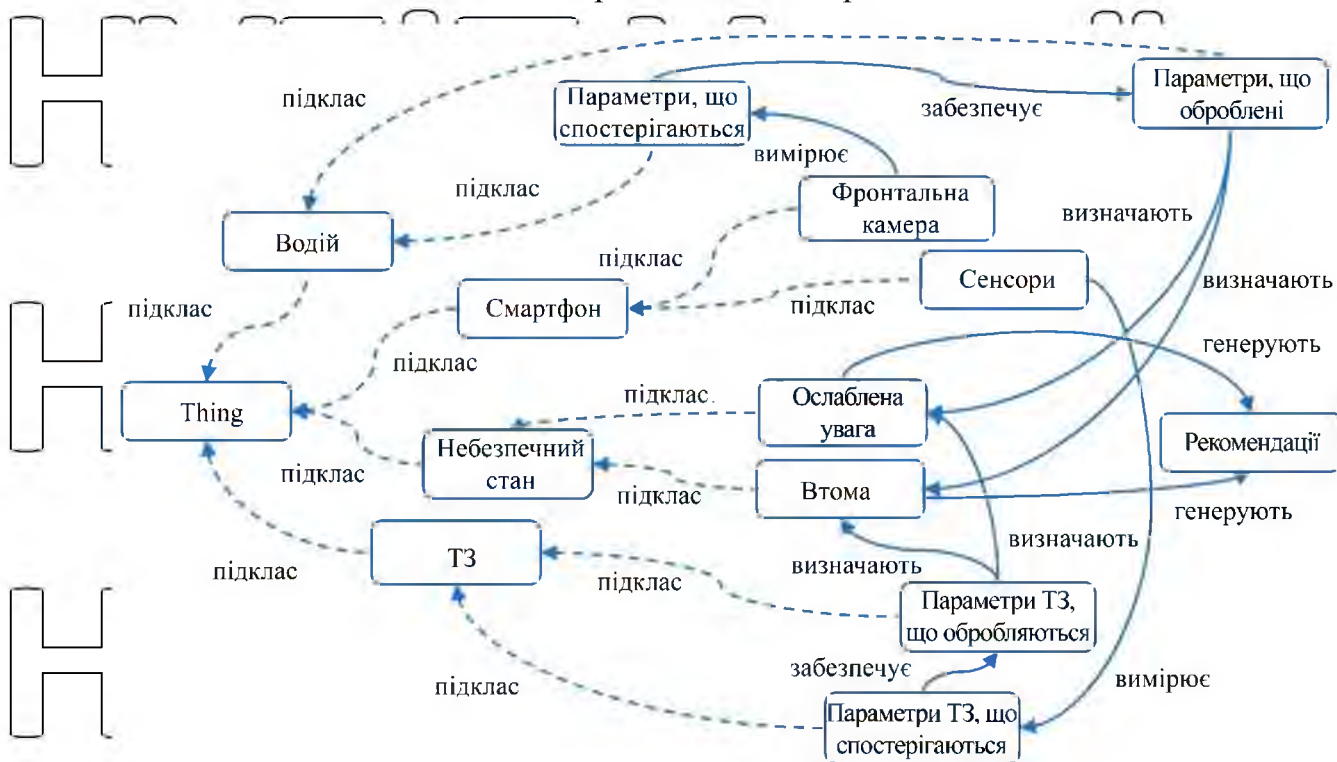 підклас
Параметри, що
спостерігаються
забезпечує
Параметри, що
оброблені
вимірює
підклас
Фронтальна
камера
визначають
Водій
підклас
Сенсори
визначають
підклас
Смартфон
підклас
генерують
підклас
Thing
підклас.
Ослаблена
увага
Рекомендації
Небезпечний
стан
підклас
підклас
Втома
генерують
ТЗ
визначають
підклас
підклас
визначають
Параметри ТЗ,
що обробляються
забезпечує
підклас
вимірює
Параметри ТЗ, що
спостерігаються